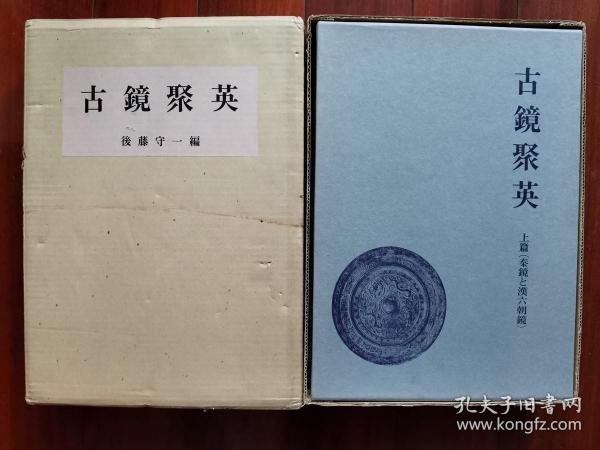 古鏡聚英
後藤守一編
古鏡聚英
上篇（秦鏡と漢六朝鏡）
孔夫子旧书网
www.kongfz.com